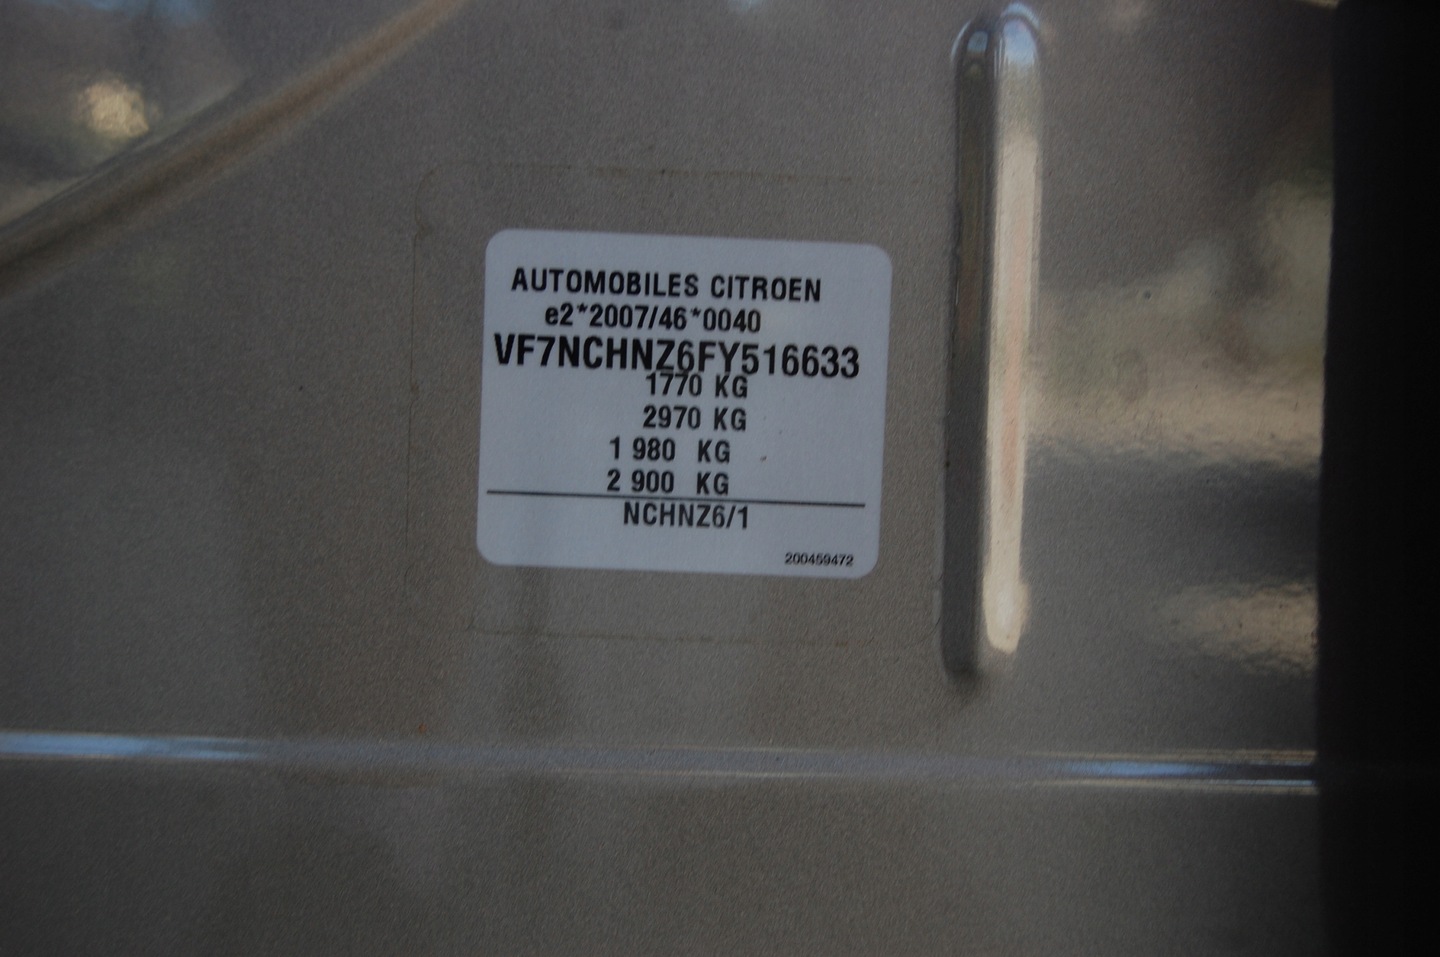 AUTOMOBILES CITROEN
e2*2007/46*0040
VF7NCHNZ6FY516633
1770 KG
2970 KG
1 980 KG
2 900 KG
NCHNZ6/1
200459472